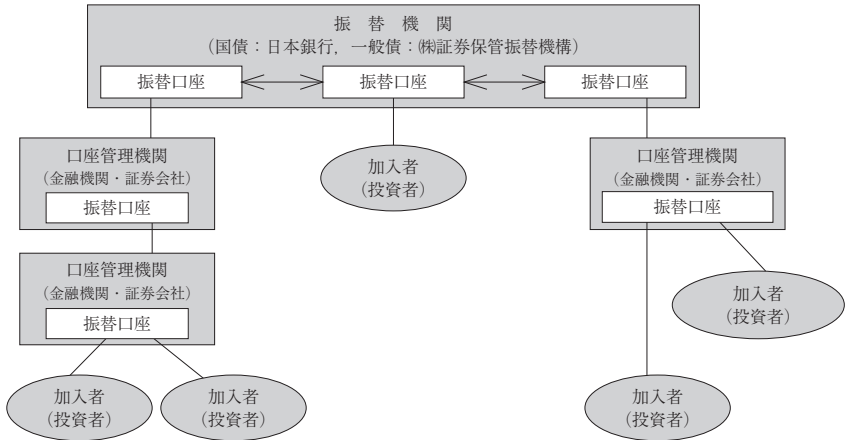 振替機関
(国債:日本銀行,一般債:㈱証券保管振替機構)
振替口座
振替口座
振替口座
口座管理機関
(金融機関・証券会社)
振替口座
加入者
(投資者)
口座管理機関
(金融機関・証券会社)
振替口座
口座管理機関
(金融機関・証券会社)
振替口座
加入者
(投資者)
加入者
(投資者)
加入者
(投資者)
加入者
(投資者)